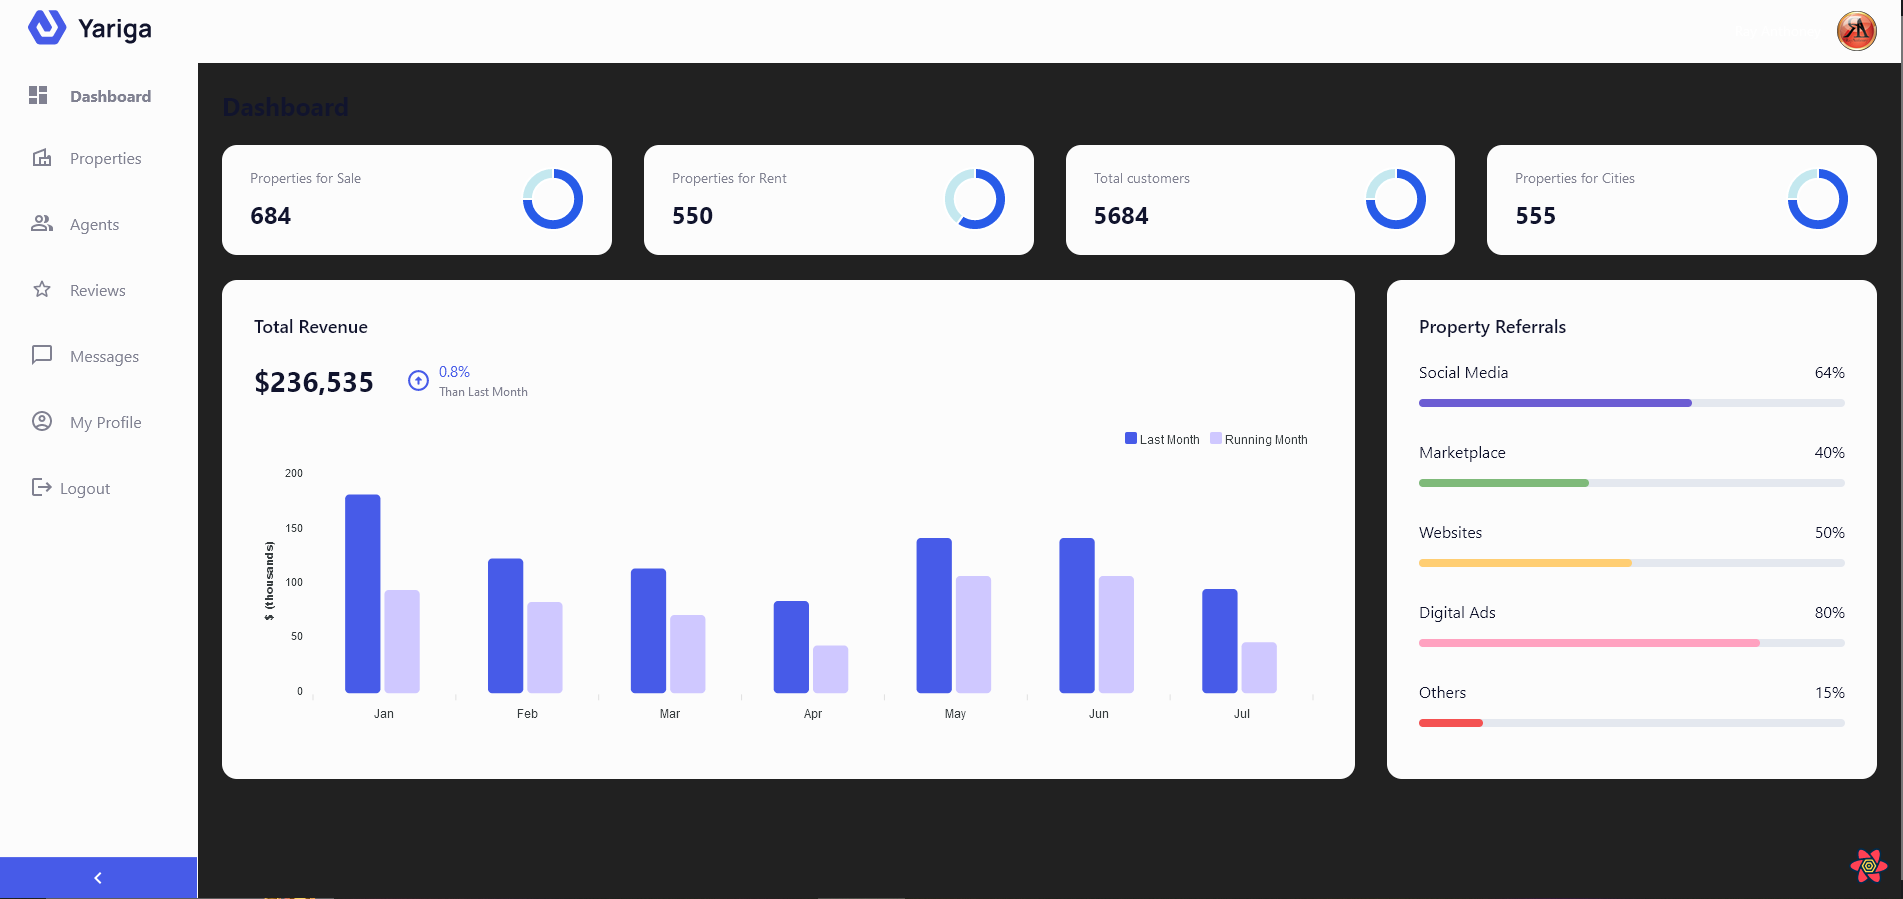 Yariga
Dashboard
Properties
Agents
Reviews
Messages
My Profile
Logout
Dashboard
Properties for Sale
684
Properties for Rent
550
Total customers
5684
Properties for Cities
555
Total Revenue
$236,535
0.8%
Than Last Month
Last Month
Running Month
$ (thousands)
200
150
100
50
0
Jan
Feb
Mar
Apr
May
Jun
Jul
Property Referrals
Social Media
64%
Marketplace
40%
Websites
50%
Digital Ads
80%
Others
15%